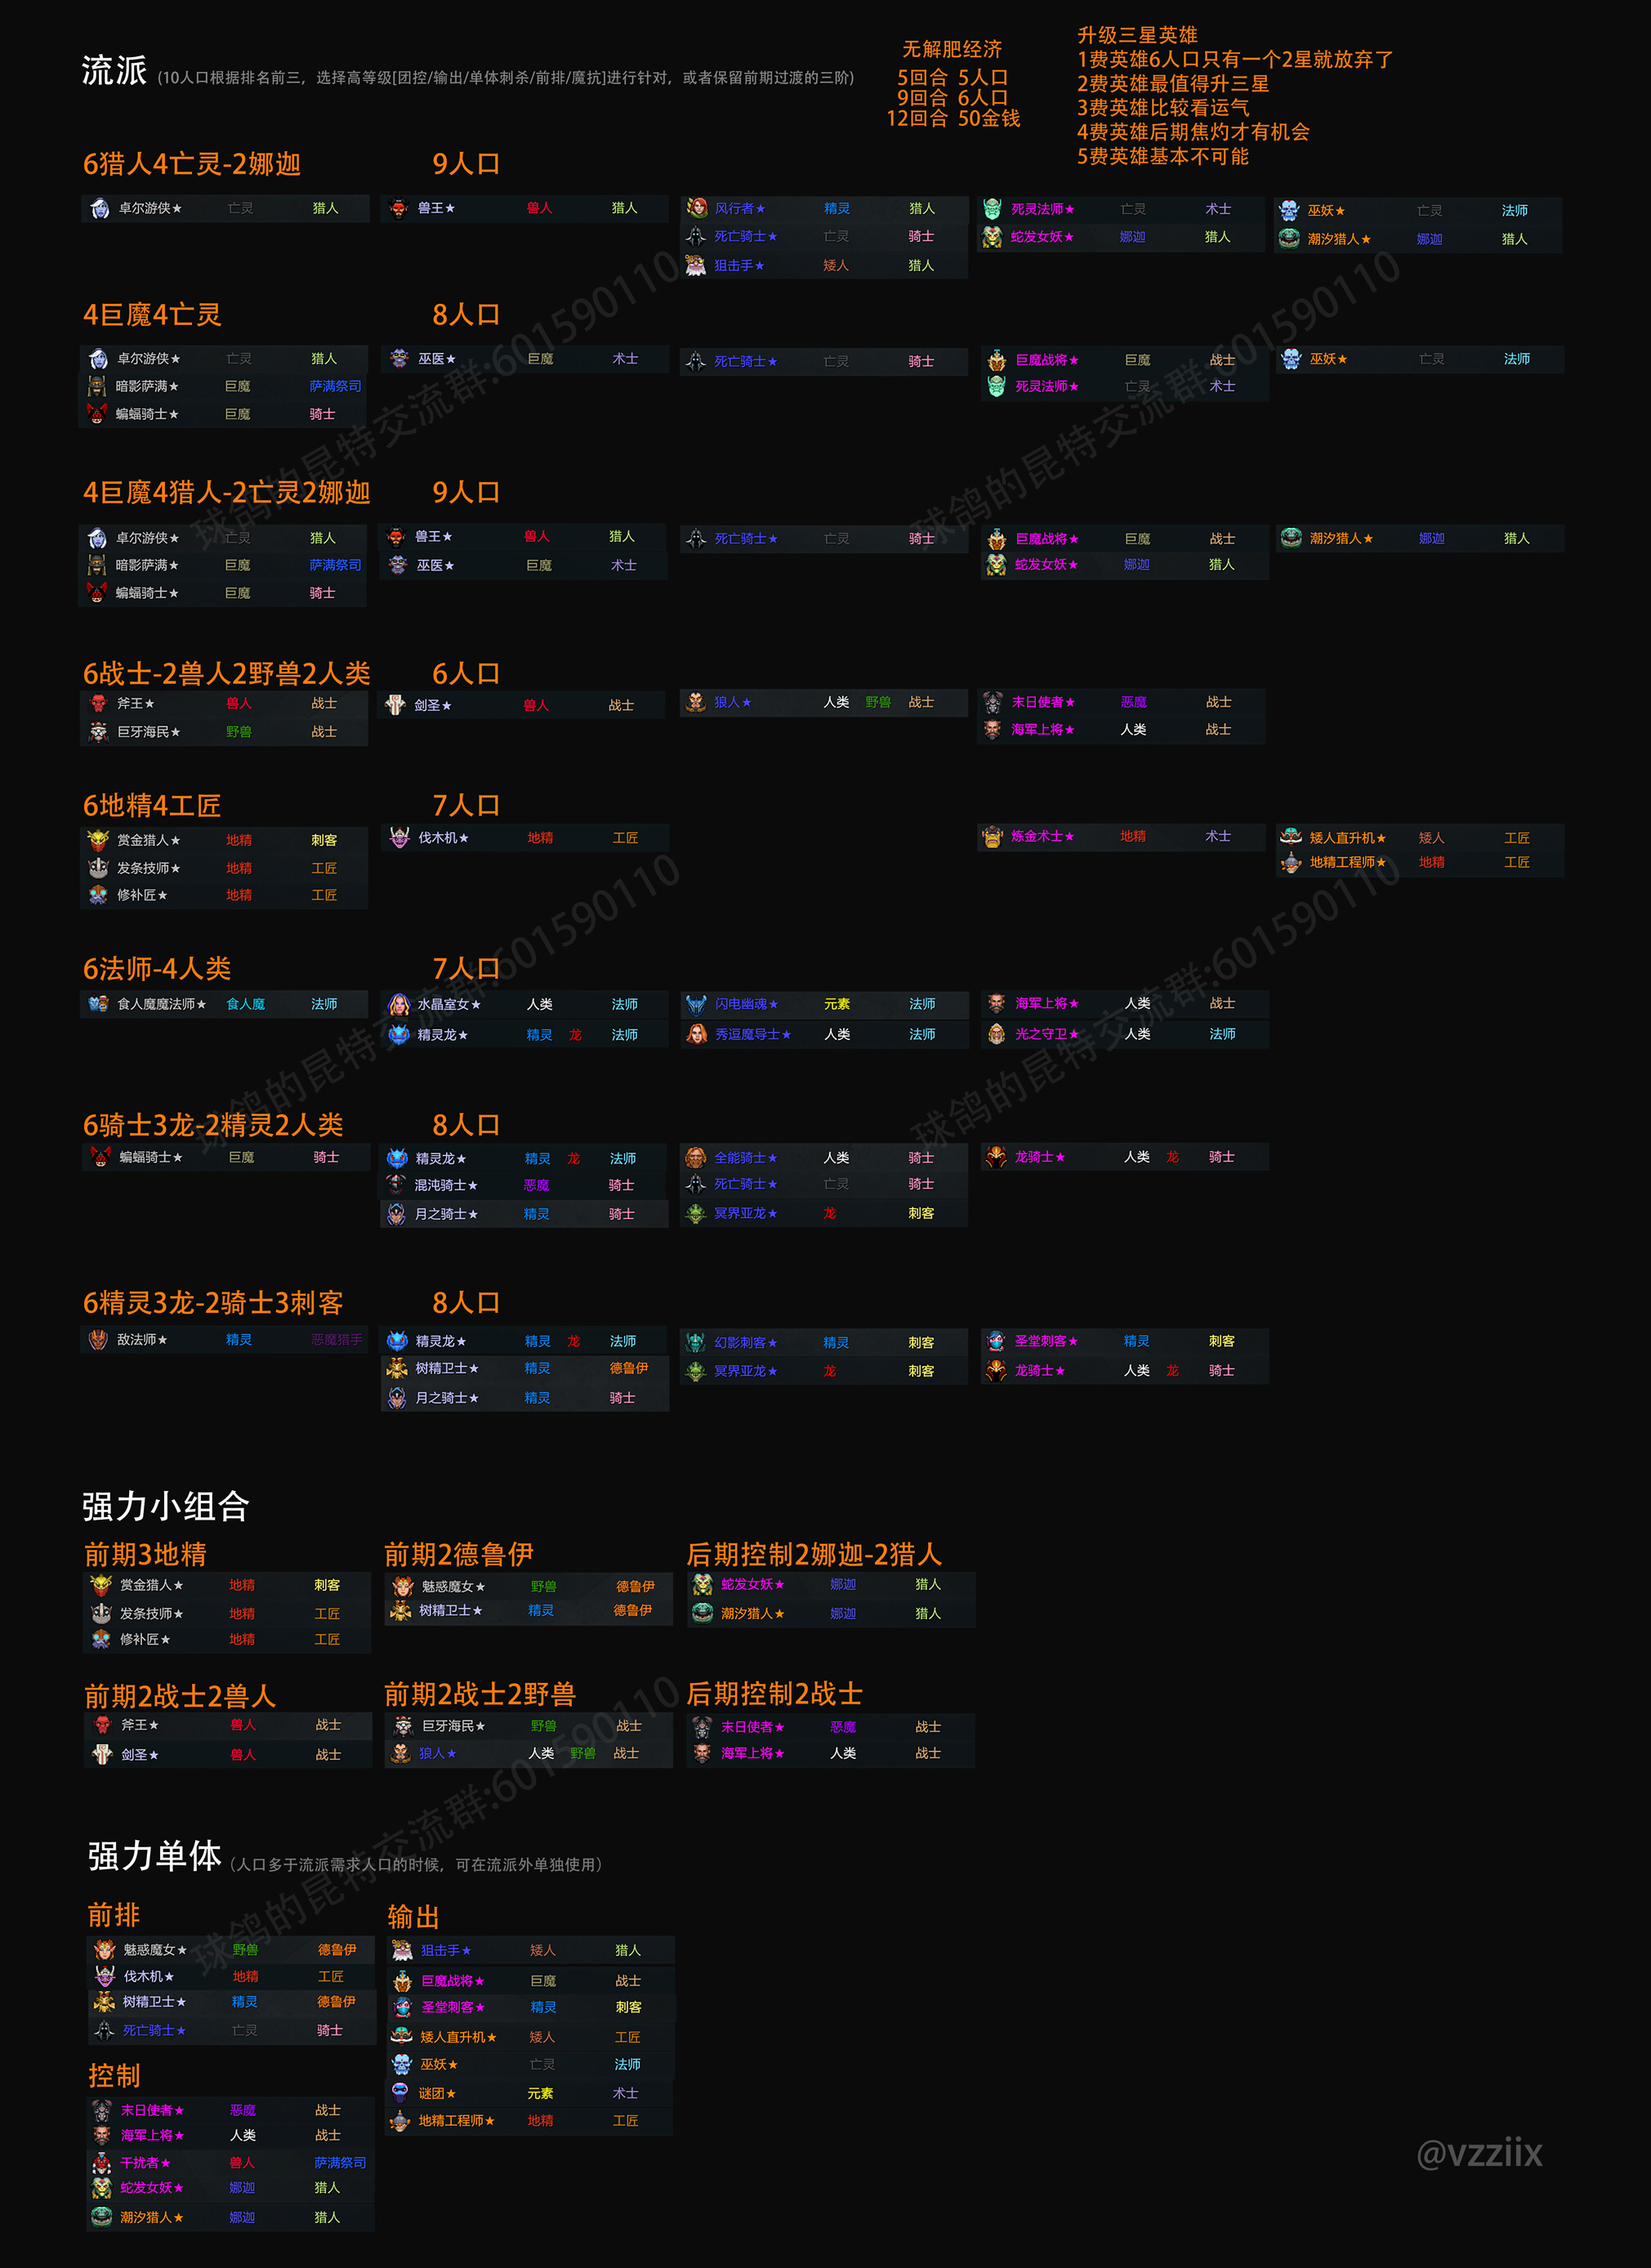 流派 (10人口根据排名前三，选择高等级[团控/输出/单体刺杀/前排/魔抗]进行针对，或者保留前期过渡的三阶)
无解肥经济
5回合 5人口
9回合 6人口
12回合 50金钱
升级三星英雄
1费英雄6人口只有一个2星就放弃了
2费英雄最值得升三星
3费英雄比较看运气
4费英雄后期焦灼才有机会
5费英雄基本不可能
6猎人4亡灵-2娜迦 9人口
卓尔游侠★ 亡灵 猎人 兽王★ 兽人 猎人 风行者★ 精灵 猎人 死灵法师★ 亡灵 术士 巫妖★ 亡灵 法师
死亡骑士★ 亡灵 骑士 蛇发女妖★ 娜迦 猎人 潮汐猎人★ 娜迦 猎人
狙击手★ 矮人 猎人
4巨魔4亡灵 8人口
卓尔游侠★ 亡灵 猎人 巫医★ 巨魔 术士 死亡骑士★ 亡灵 骑士 巨魔战将★ 巨魔 战士 巫妖★ 亡灵 法师
暗影萨满★ 巨魔 萨满祭司 死灵法师★ 亡灵 术士
蝙蝠骑士★ 巨魔 骑士
4巨魔4猎人-2亡灵2娜迦 9人口
卓尔游侠★ 亡灵 猎人 兽王★ 兽人 猎人 死亡骑士★ 亡灵 骑士 巨魔战将★ 巨魔 战士 潮汐猎人★ 娜迦 猎人
暗影萨满★ 巨魔 萨满祭司 巫医★ 巨魔 术士 蛇发女妖★ 娜迦 猎人
蝙蝠骑士★ 巨魔 骑士
6战士-2兽人2野兽2人类 6人口
斧王★ 兽人 战士 剑圣★ 兽人 战士 狼人★ 人类 野兽 战士 末日使者★ 恶魔 战士
巨牙海民★ 野兽 战士 海军上将★ 人类 战士
6地精4工匠 7人口
赏金猎人★ 地精 刺客 伐木机★ 地精 工匠 炼金术士★ 地精 术士 矮人直升机★ 矮人 工匠
发条技师★ 地精 工匠 地精工程师★ 地精 工匠
修补匠★ 地精 工匠
6法师-4人类 7人口
食人魔魔法师★ 食人魔 法师 水晶室女★ 人类 法师 闪电幽魂★ 元素 法师 海军上将★ 人类 战士
精灵龙★ 精灵 龙 法师 秀逗魔导士★ 人类 法师 光之守卫★ 人类 法师
6骑士3龙-2精灵2人类 8人口
蝙蝠骑士★ 巨魔 骑士 精灵龙★ 精灵 龙 法师 全能骑士★ 人类 骑士 龙骑士★ 人类 龙 骑士
混沌骑士★ 恶魔 骑士 死亡骑士★ 亡灵 骑士
月之骑士★ 精灵 骑士 冥界亚龙★ 龙 刺客
6精灵3龙-2骑士3刺客 8人口
敌法师★ 精灵 恶魔猎手 精灵龙★ 精灵 龙 法师 幻影刺客★ 精灵 刺客 圣堂刺客★ 精灵 刺客
树精卫士★ 精灵 德鲁伊 冥界亚龙★ 龙 刺客 龙骑士★ 人类 龙 骑士
月之骑士★ 精灵 骑士
强力小组合
前期3地精 前期2德鲁伊 后期控制2娜迦-2猎人
赏金猎人★ 地精 刺客 魅惑魔女★ 野兽 德鲁伊 蛇发女妖★ 娜迦 猎人
发条技师★ 地精 工匠 树精卫士★ 精灵 德鲁伊 潮汐猎人★ 娜迦 猎人
修补匠★ 地精 工匠
前期2战士2兽人 前期2战士2野兽 后期控制2战士
斧王★ 兽人 战士 巨牙海民★ 野兽 战士 末日使者★ 恶魔 战士
剑圣★ 兽人 战士 狼人★ 人类 野兽 战士 海军上将★ 人类 战士
强力单体 (人口多于流派需求人口的时候，可在流派外单独使用)
前排
魅惑魔女★ 野兽 德鲁伊
伐木机★ 地精 工匠
树精卫士★ 精灵 德鲁伊
死亡骑士★ 亡灵 骑士
控制
末日使者★ 恶魔 战士
海军上将★ 人类 战士
干扰者★ 兽人 萨满祭司
蛇发女妖★ 娜迦 猎人
潮汐猎人★ 娜迦 猎人
输出
狙击手★ 矮人 猎人
巨魔战将★ 巨魔 战士
圣堂刺客★ 精灵 刺客
矮人直升机★ 矮人 工匠
巫妖★ 亡灵 法师
谜团★ 元素 术士
地精工程师★ 地精 工匠
@vzziix
球鸽的昆特交流群:601590110
球鸽的昆特交流群:601590110
球鸽的昆特交流群:601590110
球鸽的昆特交流群:601590110
球鸽的昆特交流群:601590110